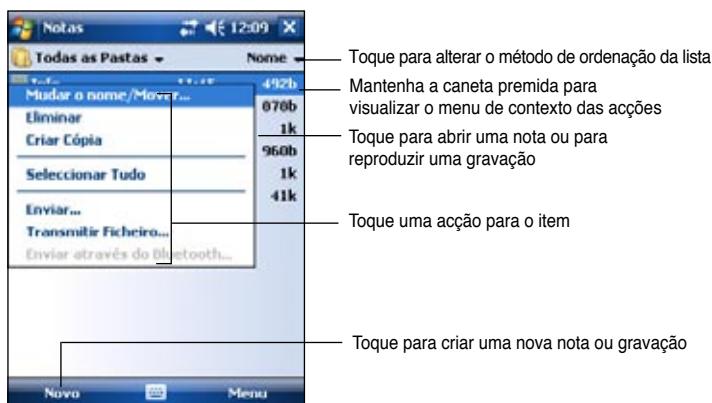 Notas 12:09
Todas as Pastas Nome
Toque para alterar o método de ordenação da lista
11:15 492b
Mantenha a caneta premida para
visualizar o menu de contexto das acções
Mudar o nome/Mover...
878b
Eliminar
1k
Toque para abrir uma nota ou para
reproduzir uma gravação
Criar Cópia
960b
Seleccionar Tudo
1k
41k
Enviar...
Toque uma acção para o item
Transmitir Ficheiro...
Enviar através do Bluetooth...
Toque para criar uma nova nota ou gravação
Novo Menu